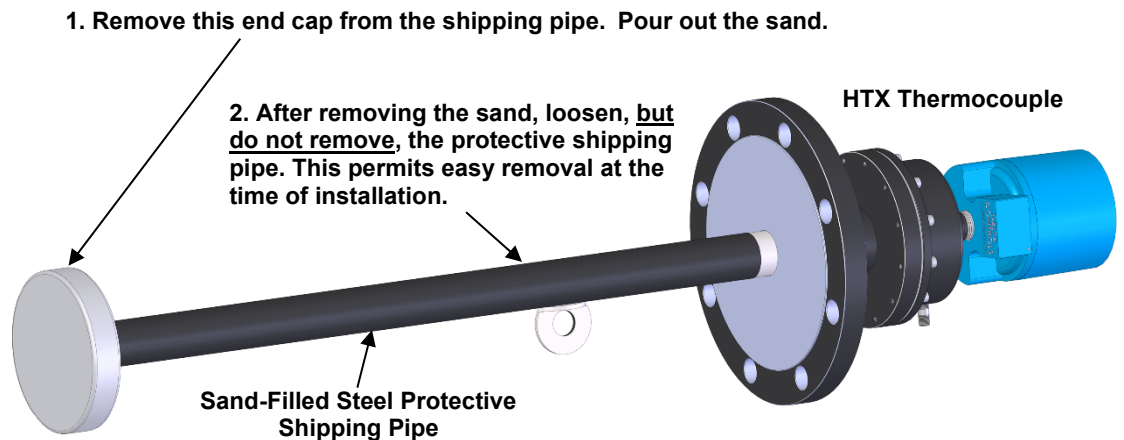 1. Remove this end cap from the shipping pipe.  Pour out the sand.
2. After removing the sand, loosen, but
do not remove, the protective shipping
pipe. This permits easy removal at the
time of installation.
HTX Thermocouple
Sand-Filled Steel Protective
Shipping Pipe